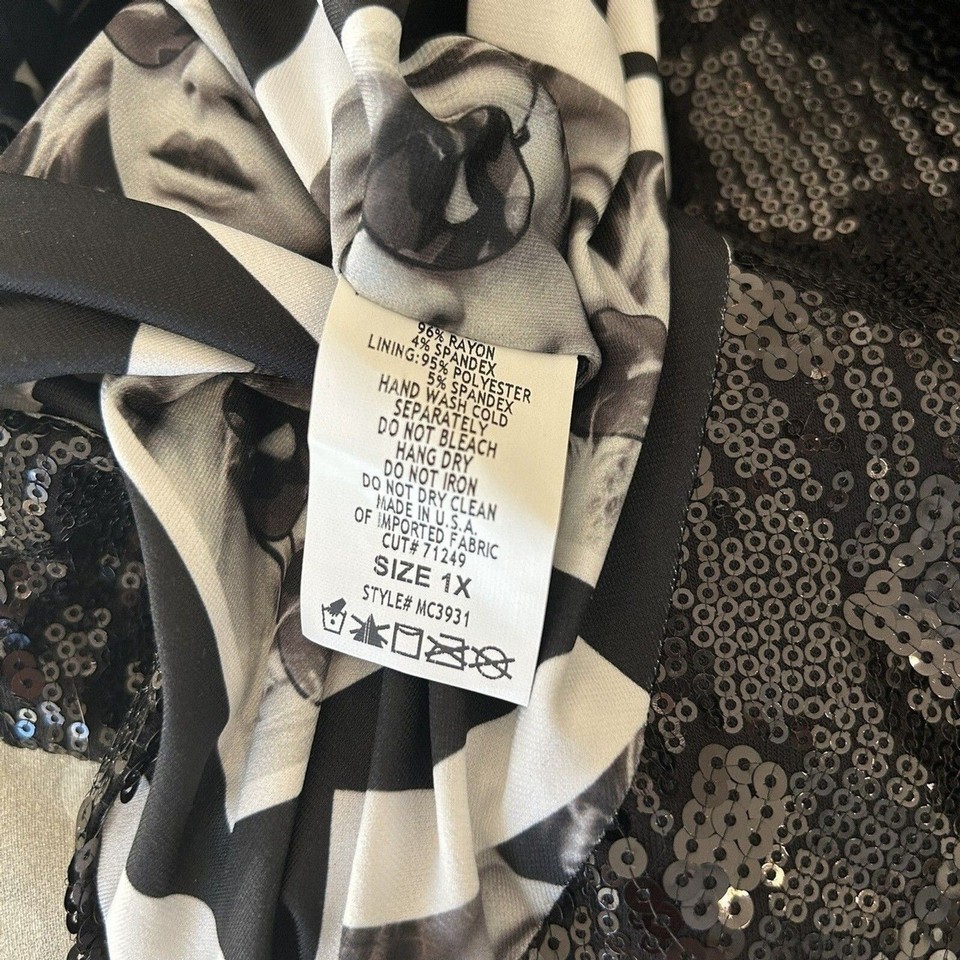 96% RAYON
4% SPANDEX
LINING: 95% POLYESTER
5% SPANDEX
HAND WASH COLD
SEPARATELY
DO NOT BLEACH
HANG DRY
DO NOT IRON
DO NOT DRY CLEAN
MADE IN U.S.A.
OF IMPORTED FABRIC
CUT# 71249
SIZE 1X
STYLE# MC3931